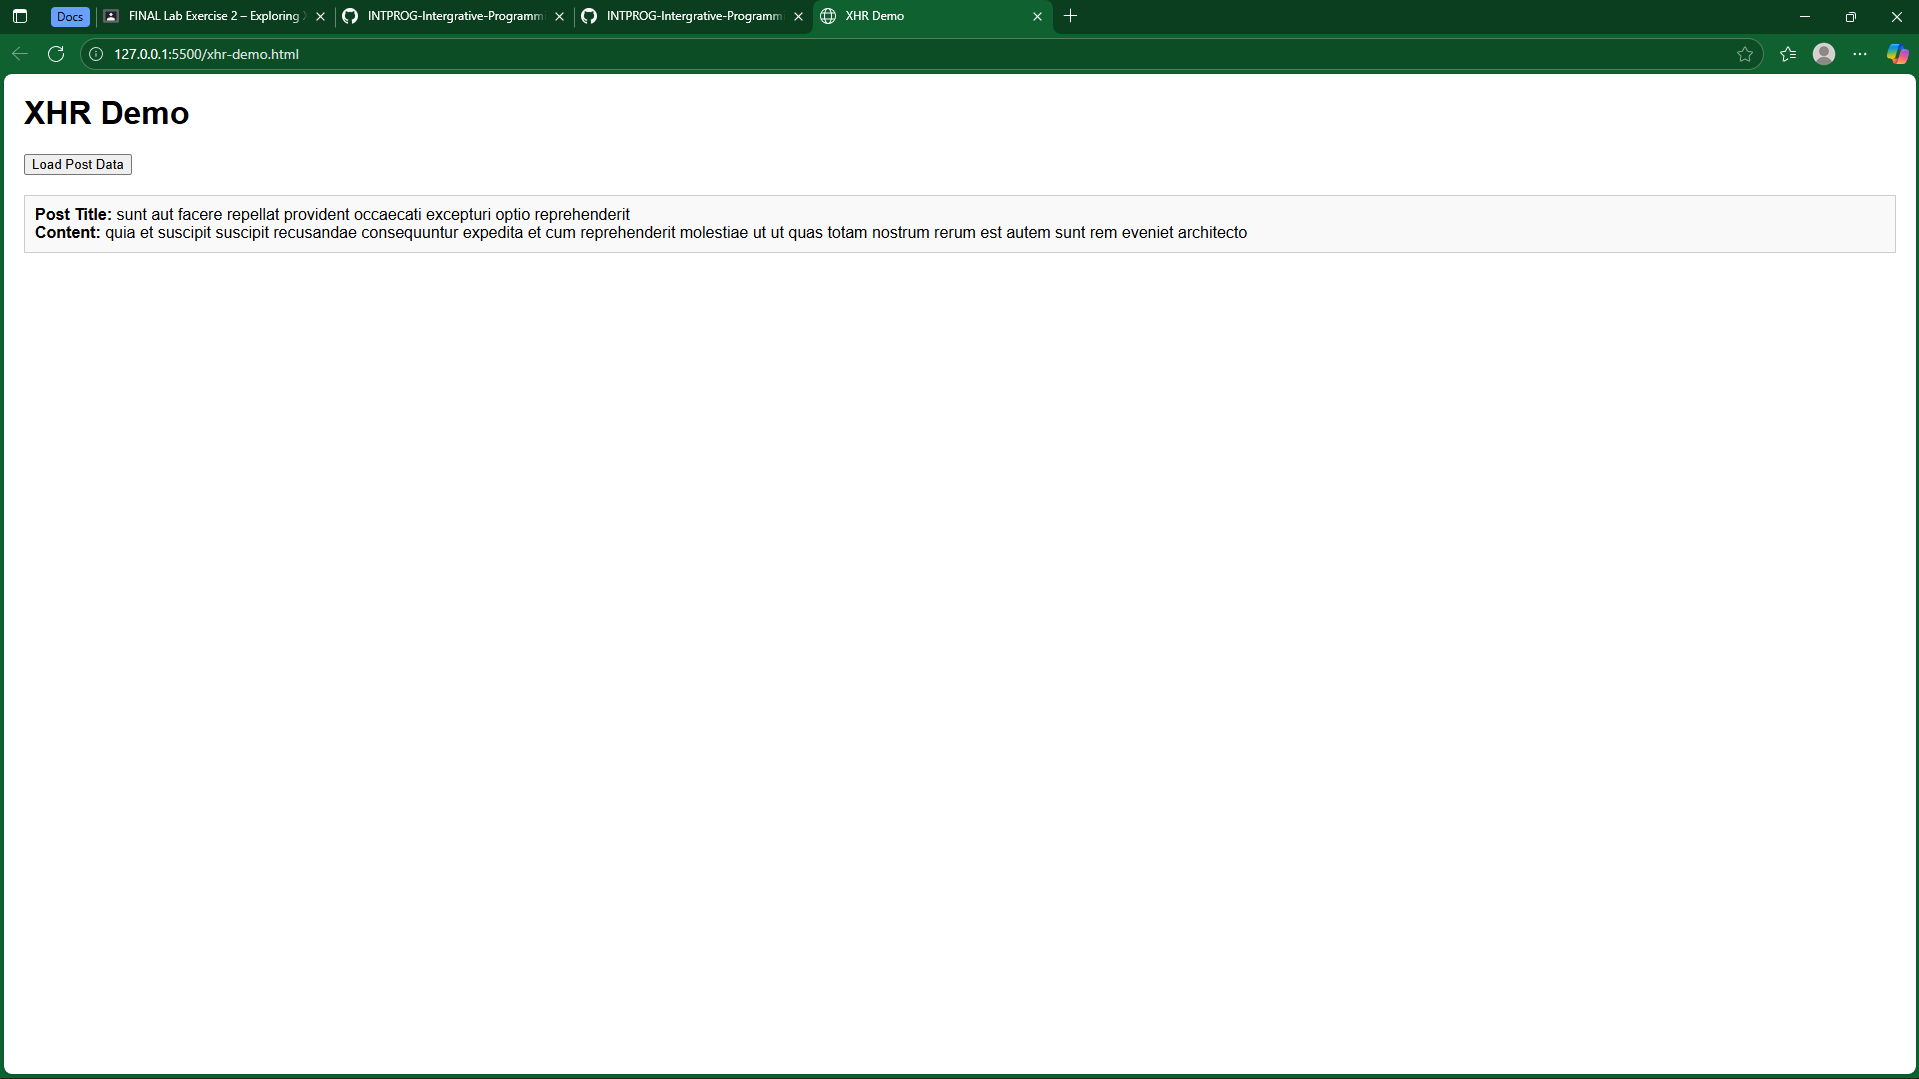 Docs
FINAL Lab Exercise 2 – Exploring
INTPROG-Intergrative-Programm
INTPROG-Intergrative-Programm
XHR Demo
127.0.0.1:5500/xhr-demo.html
XHR Demo
Load Post Data
Post Title: sunt aut facere repellat provident occaecati excepturi optio reprehenderit
Content: quia et suscipit suscipit recusandae consequuntur expedita et cum reprehenderit molestiae ut ut quas totam nostrum rerum est autem sunt rem eveniet architecto